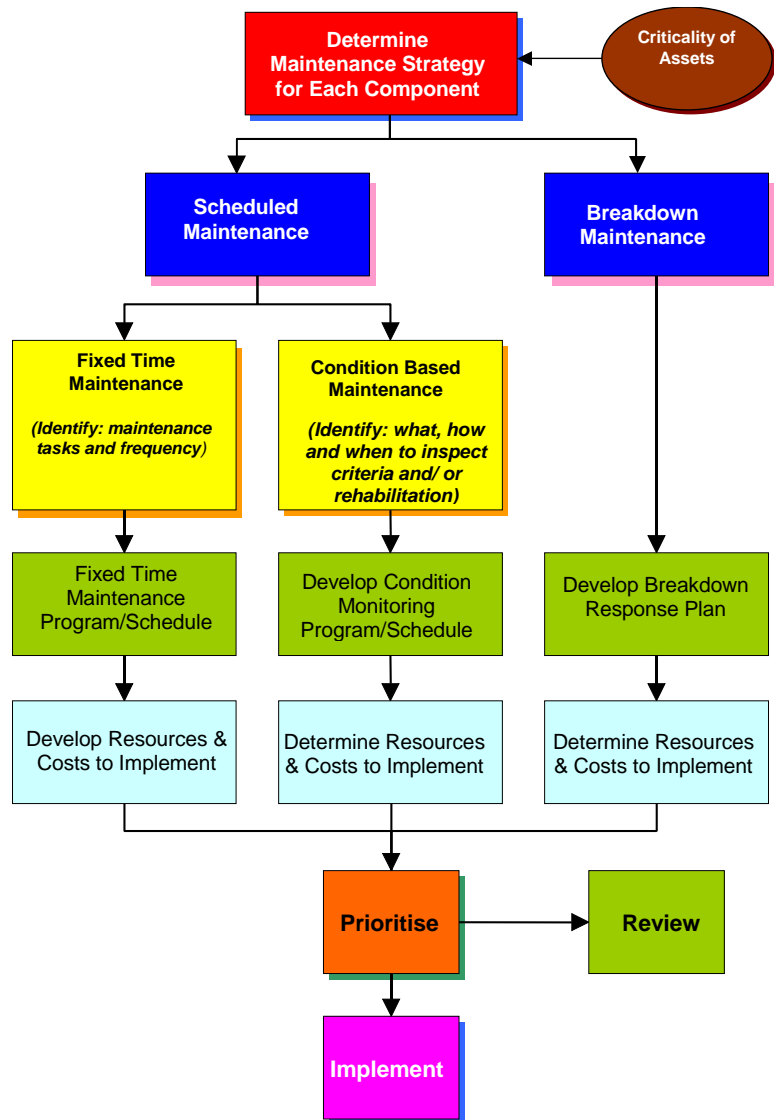 Determine
Maintenance Strategy
for Each Component
Criticality of
Assets
Scheduled
Maintenance
Breakdown
Maintenance
Fixed Time
Maintenance
(Identify: maintenance
tasks and frequency)
Condition Based
Maintenance
(Identify: what, how
and when to inspect
criteria and/ or
rehabilitation)
Fixed Time
Maintenance
Program/Schedule
Develop Condition
Monitoring
Program/Schedule
Develop Breakdown
Response Plan
Develop Resources &
Costs to Implement
Determine Resources
& Costs to Implement
Determine Resources
& Costs to Implement
Prioritise
Review
Implement